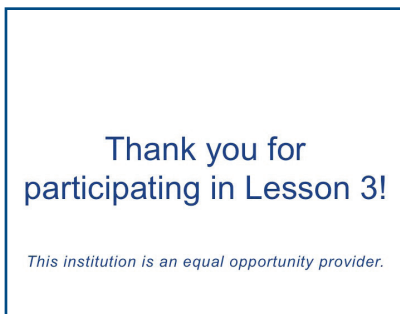 Thank you for
participating in Lesson 3!
This institution is an equal opportunity provider.